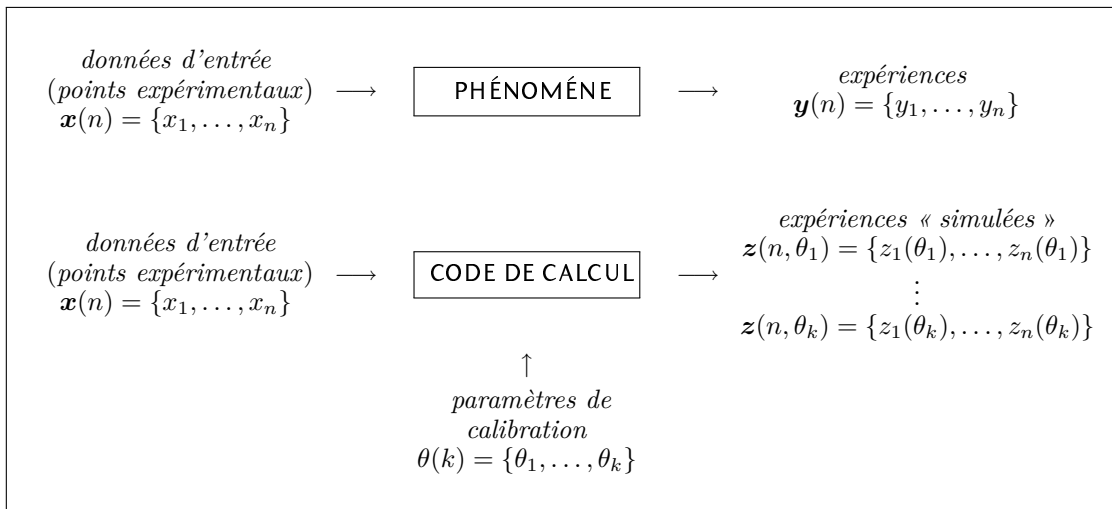 données d'entrée
(points expérimentaux)
x(n) = {x₁, . . . , xₙ}
⟶
PHÉNOMÉNE
⟶
expériences
y(n) = {y₁, . . . , yₙ}
données d'entrée
(points expérimentaux)
x(n) = {x₁, . . . , xₙ}
⟶
CODE DE CALCUL
⟶
expériences « simulées »
z(n, θ₁) = {z₁(θ₁), . . . , zₙ(θ₁)}
⋮
z(n, θₖ) = {z₁(θₖ), . . . , zₙ(θₖ)}
↑
paramètres de
calibration
θ(k) = {θ₁, . . . , θₖ}